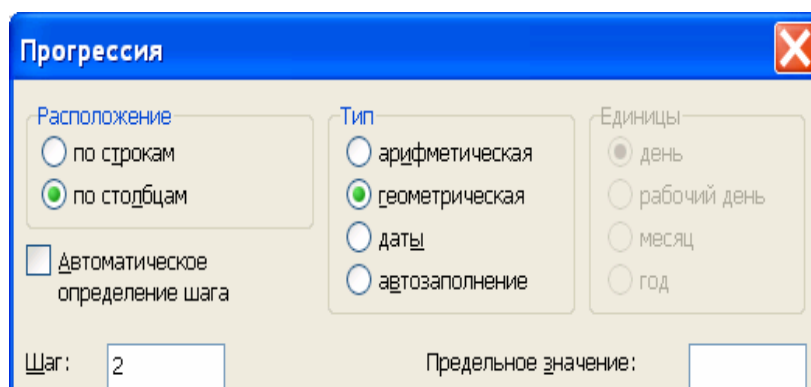 Прогрессия
Расположение
по строкам
по столбцам
Автоматическое
определение шага
Тип
арифметическая
геометрическая
даты
автозаполнение
Единицы
день
рабочий день
месяц
год
Шаг: 2
Предельное значение: